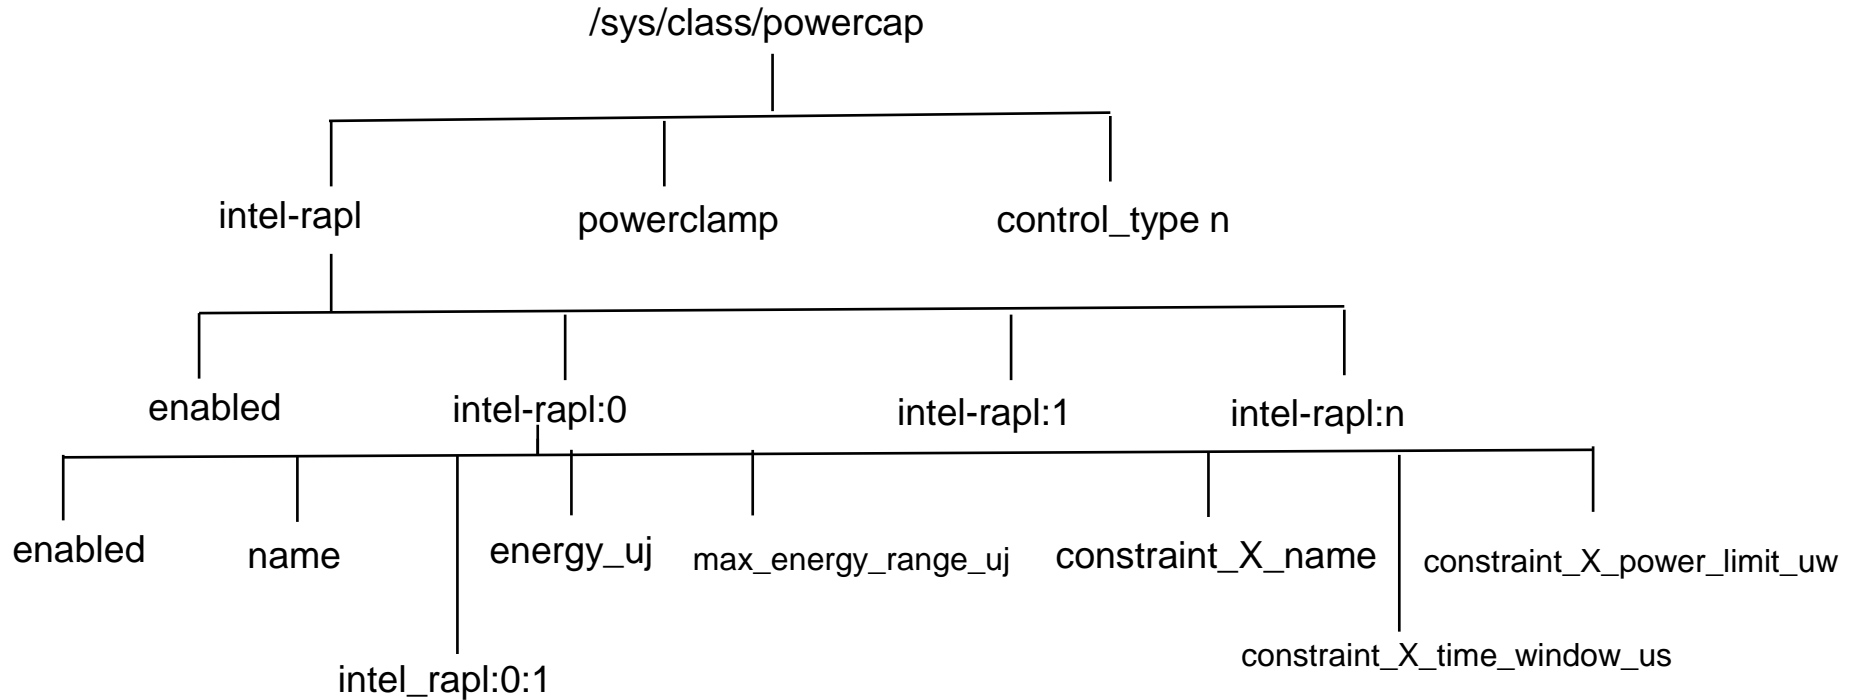 /sys/class/powercap
intel-rapl
powerclamp
control_type n
enabled
intel-rapl:0
intel-rapl:1
intel-rapl:n
enabled
name
energy_uj
max_energy_range_uj
constraint_X_name
constraint_X_power_limit_uw
intel_rapl:0:1
constraint_X_time_window_us